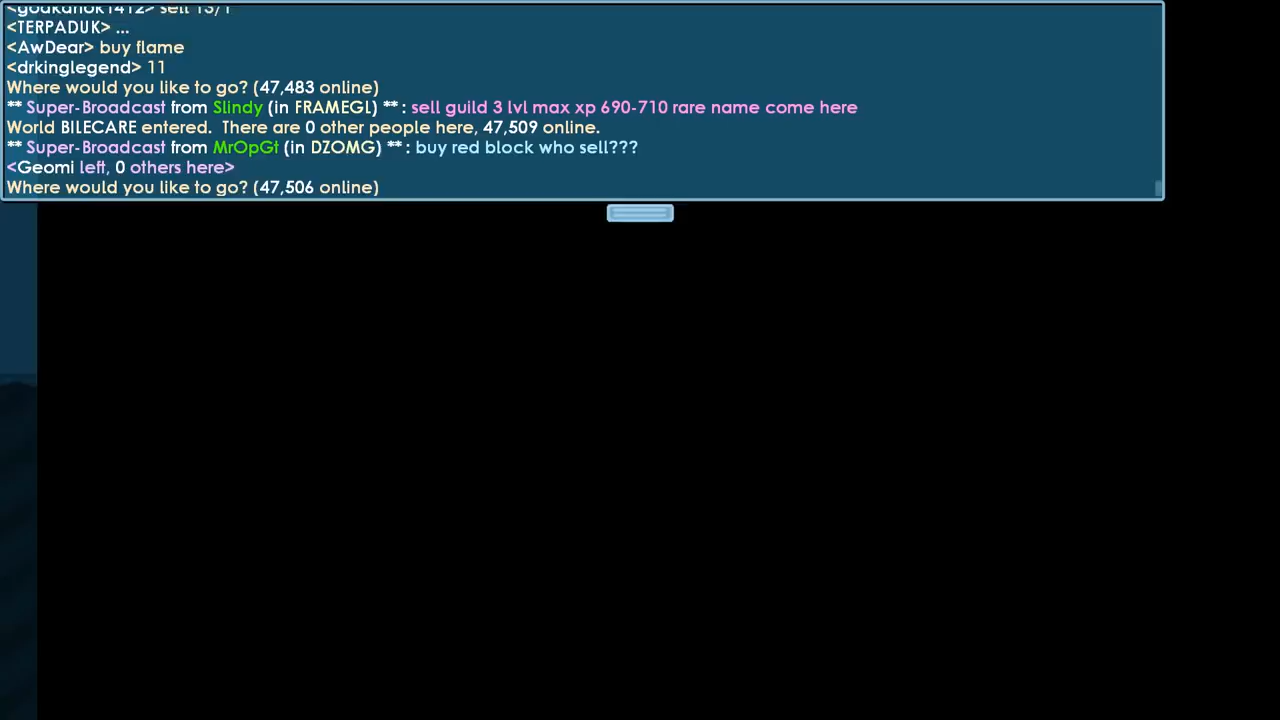 sell 13/1
<TERPADUK> ...
<AwDear> buy flame
<drkinglegend> 11
Where would you like to go? (47,483 online)
** Super-Broadcast from Slindy (in FRAMEGL) ** : sell guild 3 lvl max xp 690-710 rare name come here
World BILECARE entered.  There are 0 other people here, 47,509 online.
** Super-Broadcast from MrOpGt (in DZOMG) ** : buy red block who sell???
<Geomi left, 0 others here>
Where would you like to go? (47,506 online)